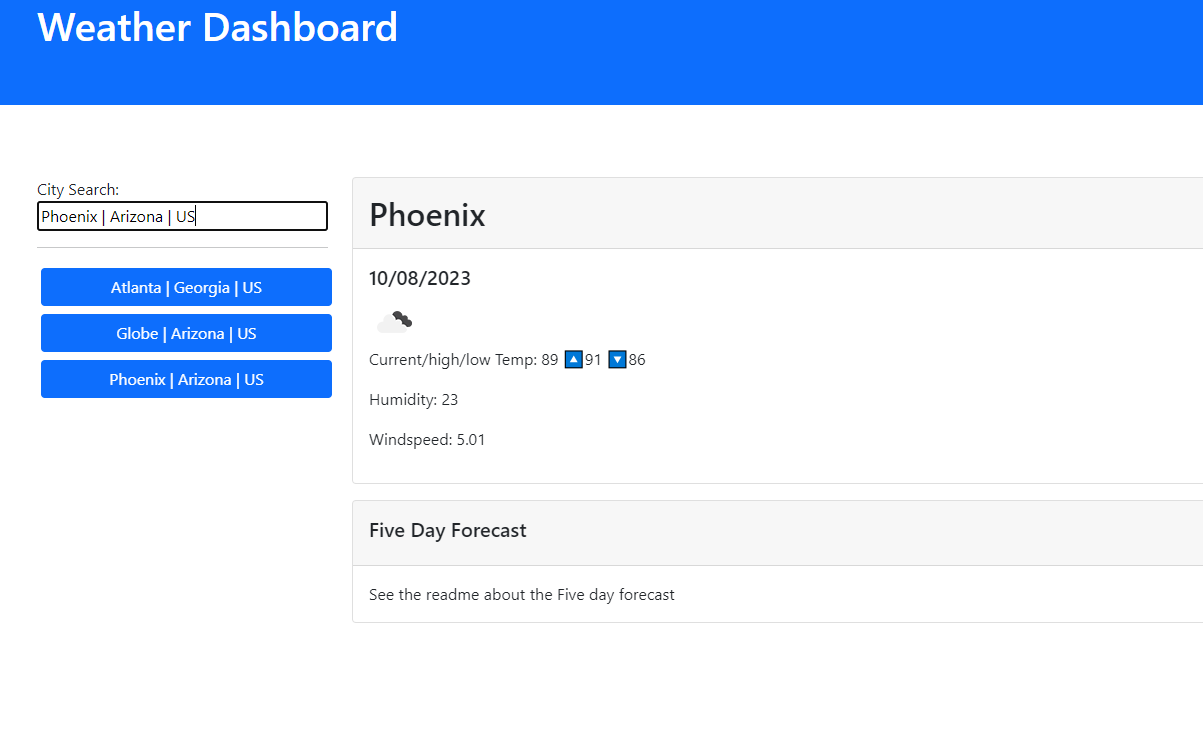 Weather Dashboard
City Search:
Phoenix | Arizona | US
Atlanta | Georgia | US
Globe | Arizona | US
Phoenix | Arizona | US
Phoenix
10/08/2023
Current/high/low Temp: 89 🔼91 🔽86
Humidity: 23
Windspeed: 5.01
Five Day Forecast
See the readme about the Five day forecast